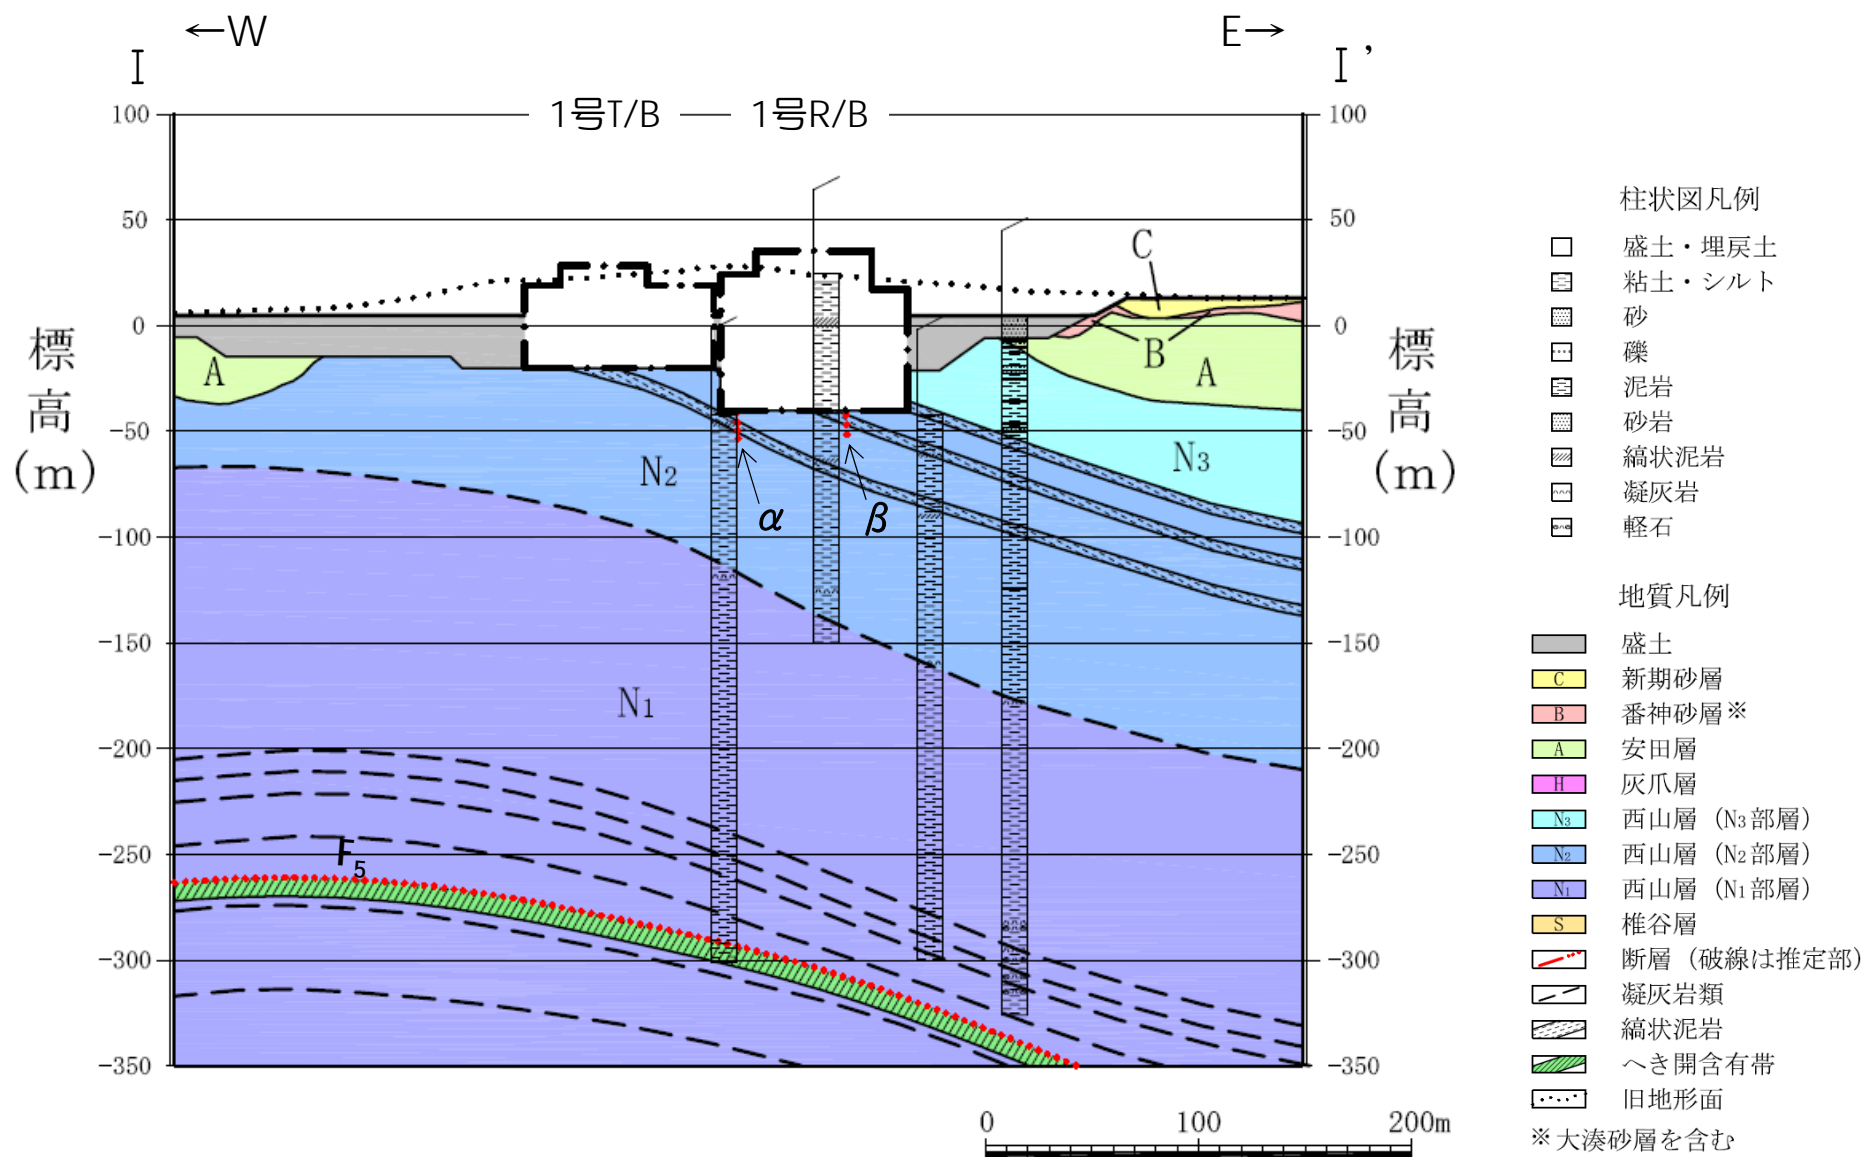 ←W
E→
I
I’
1号T/B
1号R/B
100
50
0
-50
-100
-150
-200
-250
-300
-350
標高(m)
100
50
0
-50
-100
-150
-200
-250
-300
-350
標高(m)
A
C
B
A
N3
N2
α
β
N1
F5
0 100 200m
柱状図凡例
盛土・埋戻土
粘土・シルト
砂
礫
泥岩
砂岩
縞状泥岩
凝灰岩
軽石
地質凡例
盛土
C 新期砂層
B 番神砂層※
A 安田層
H 灰爪層
N3 西山層（N3部層）
N2 西山層（N2部層）
N1 西山層（N1部層）
S 椎谷層
断層（破線は推定部）
凝灰岩類
縞状泥岩
へき開含有帯
旧地形面
※大湊砂層を含む